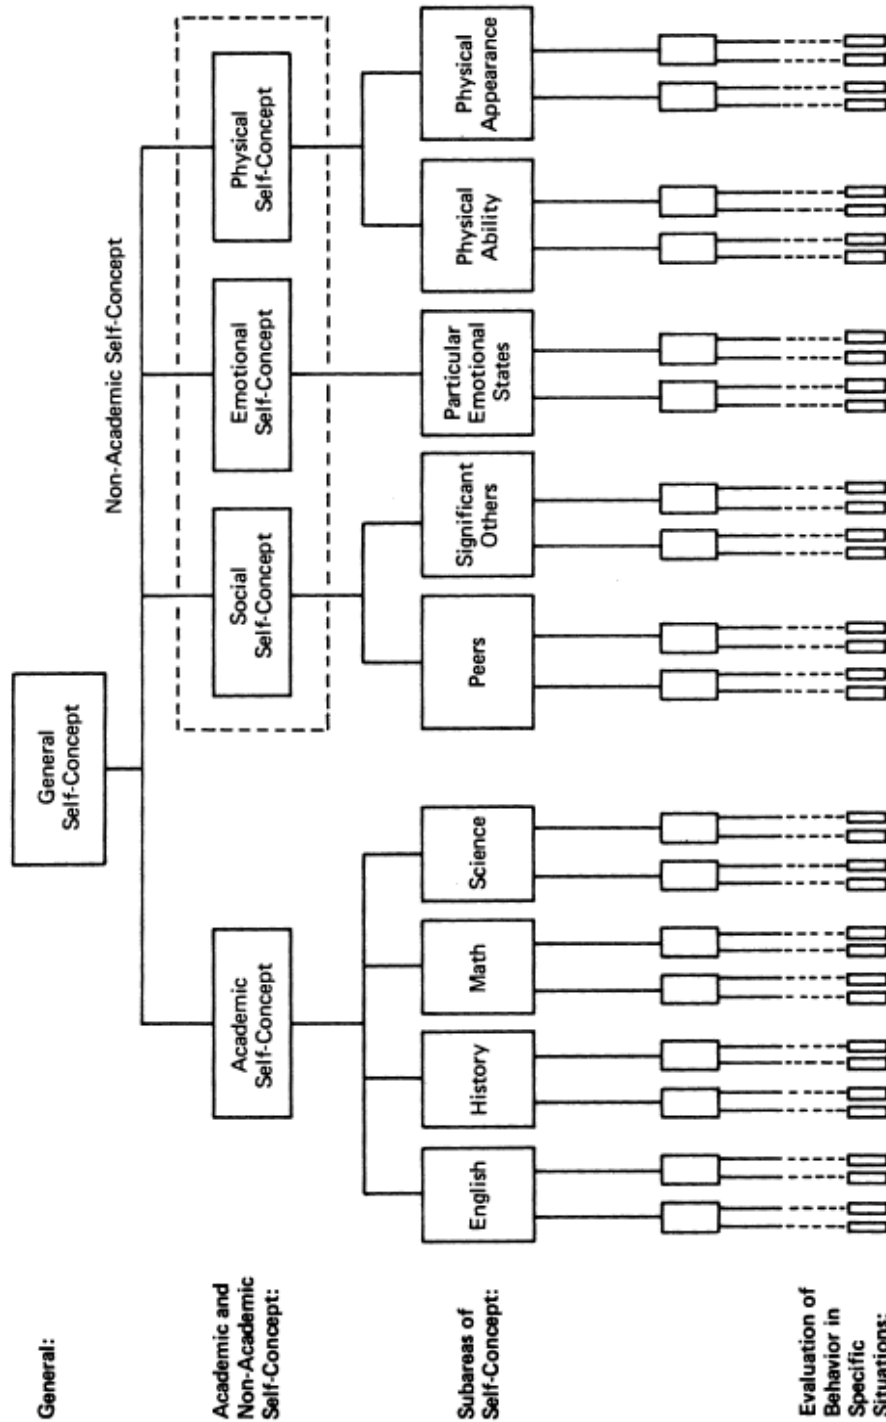 General:
General
Self-Concept
Non-Academic Self-Concept
Academic and
Non-Academic
Self-Concept:
Academic
Self-Concept
Social
Self-Concept
Emotional
Self-Concept
Physical
Self-Concept
Subareas of
Self-Concept:
English
History
Math
Science
Peers
Significant
Others
Particular
Emotional
States
Physical
Ability
Physical
Appearance
Evaluation of
Behavior in
Specific
Situations: